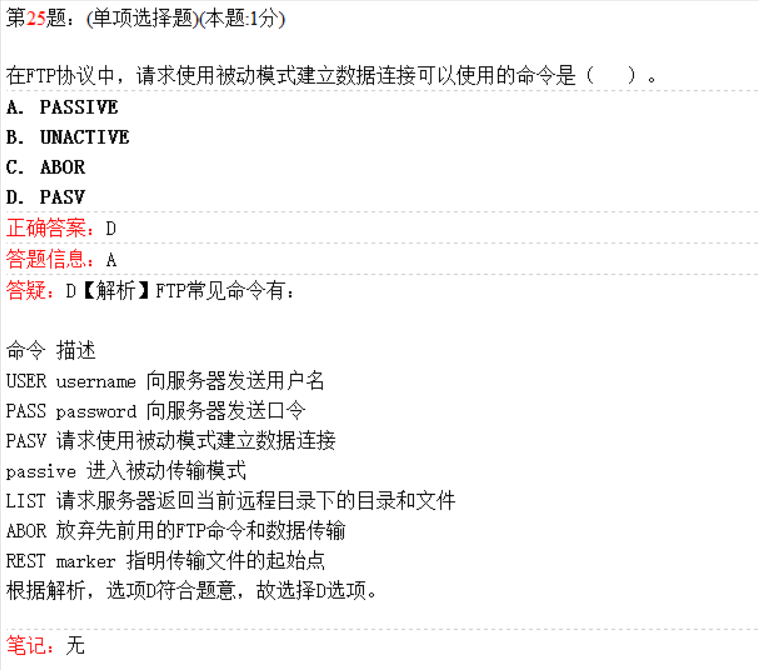 第25题：(单项选择题)(本题:1分)
在FTP协议中，请求使用被动模式建立数据连接可以使用的命令是（    ）。
A. PASSIVE
B. UNACTIVE
C. ABOR
D. PASV
正确答案：D
答题信息：A
答疑：D【解析】FTP常见命令有：
命令 描述
USER username 向服务器发送用户名
PASS password 向服务器发送口令
PASV 请求使用被动模式建立数据连接
passive 进入被动传输模式
LIST 请求服务器返回当前远程目录下的目录和文件
ABOR 放弃先前用的FTP命令和数据传输
REST marker 指明传输文件的起始点
根据解析，选项D符合题意，故选择D选项。
笔记：无